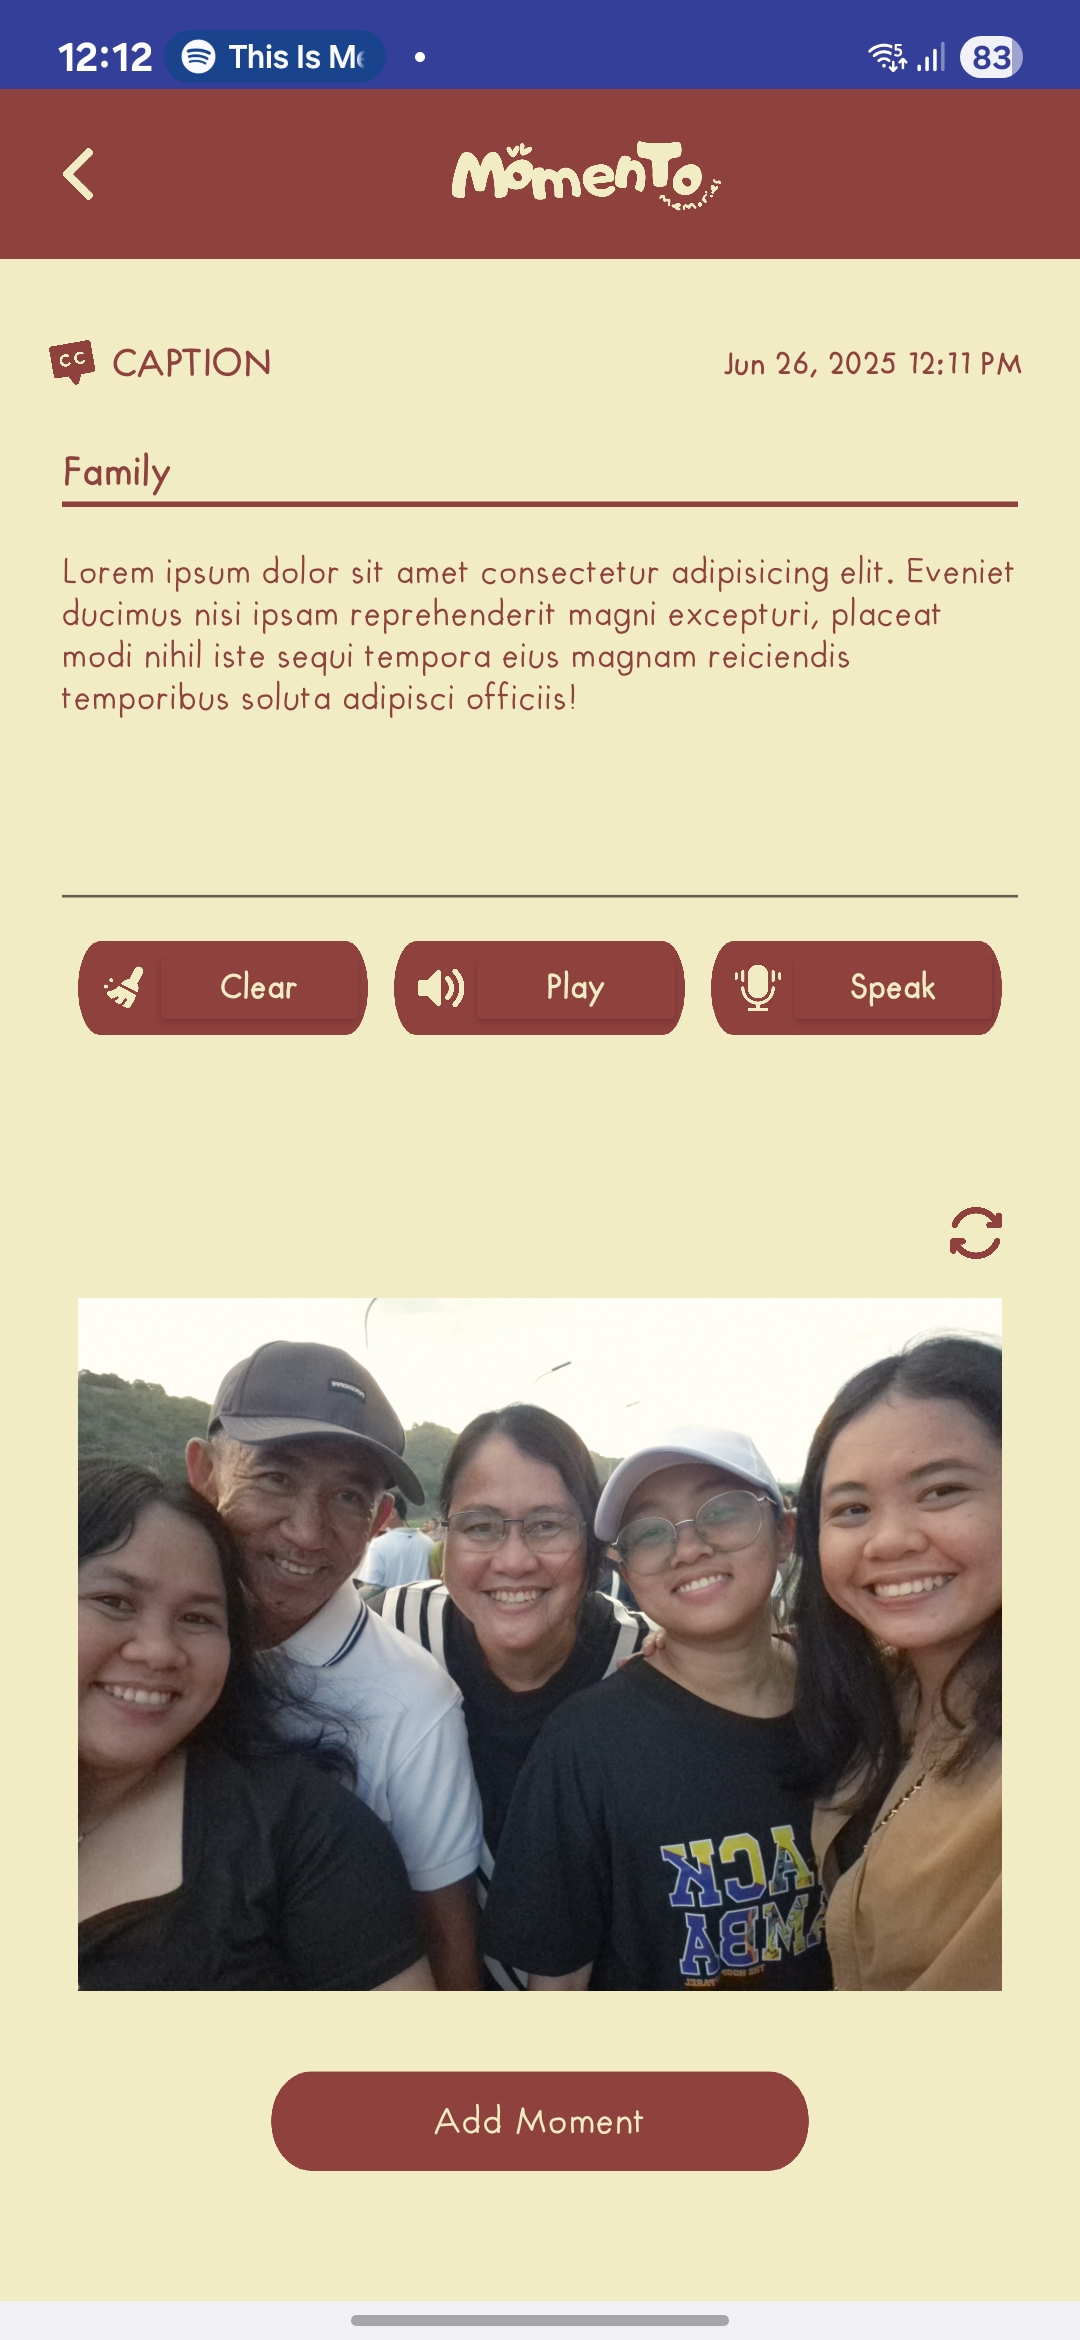 12:12 This Is M
5 83
MomenTo
memories
CC CAPTION
Jun 26, 2025 12:11 PM
Family
Lorem ipsum dolor sit amet consectetur adipisicing elit. Eveniet
ducimus nisi ipsam reprehenderit magni excepturi, placeat
modi nihil iste sequi tempora eius magnam reiciendis
temporibus soluta adipisci officiis!
Clear
Play
Speak
ACK
AMBA
Add Moment